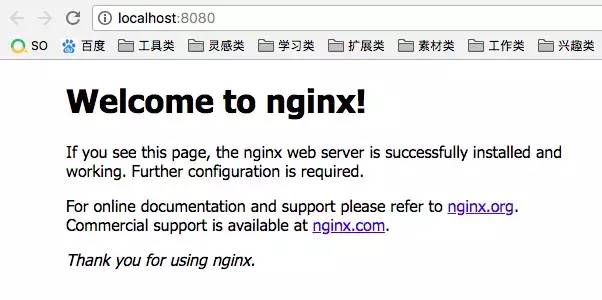 localhost:8080
SO 百度 工具类 灵感类 学习类 扩展类 素材类 工作类 兴趣类
Welcome to nginx!
If you see this page, the nginx web server is successfully installed and
working. Further configuration is required.
For online documentation and support please refer to nginx.org.
Commercial support is available at nginx.com.
Thank you for using nginx.